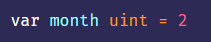 var month uint = 2